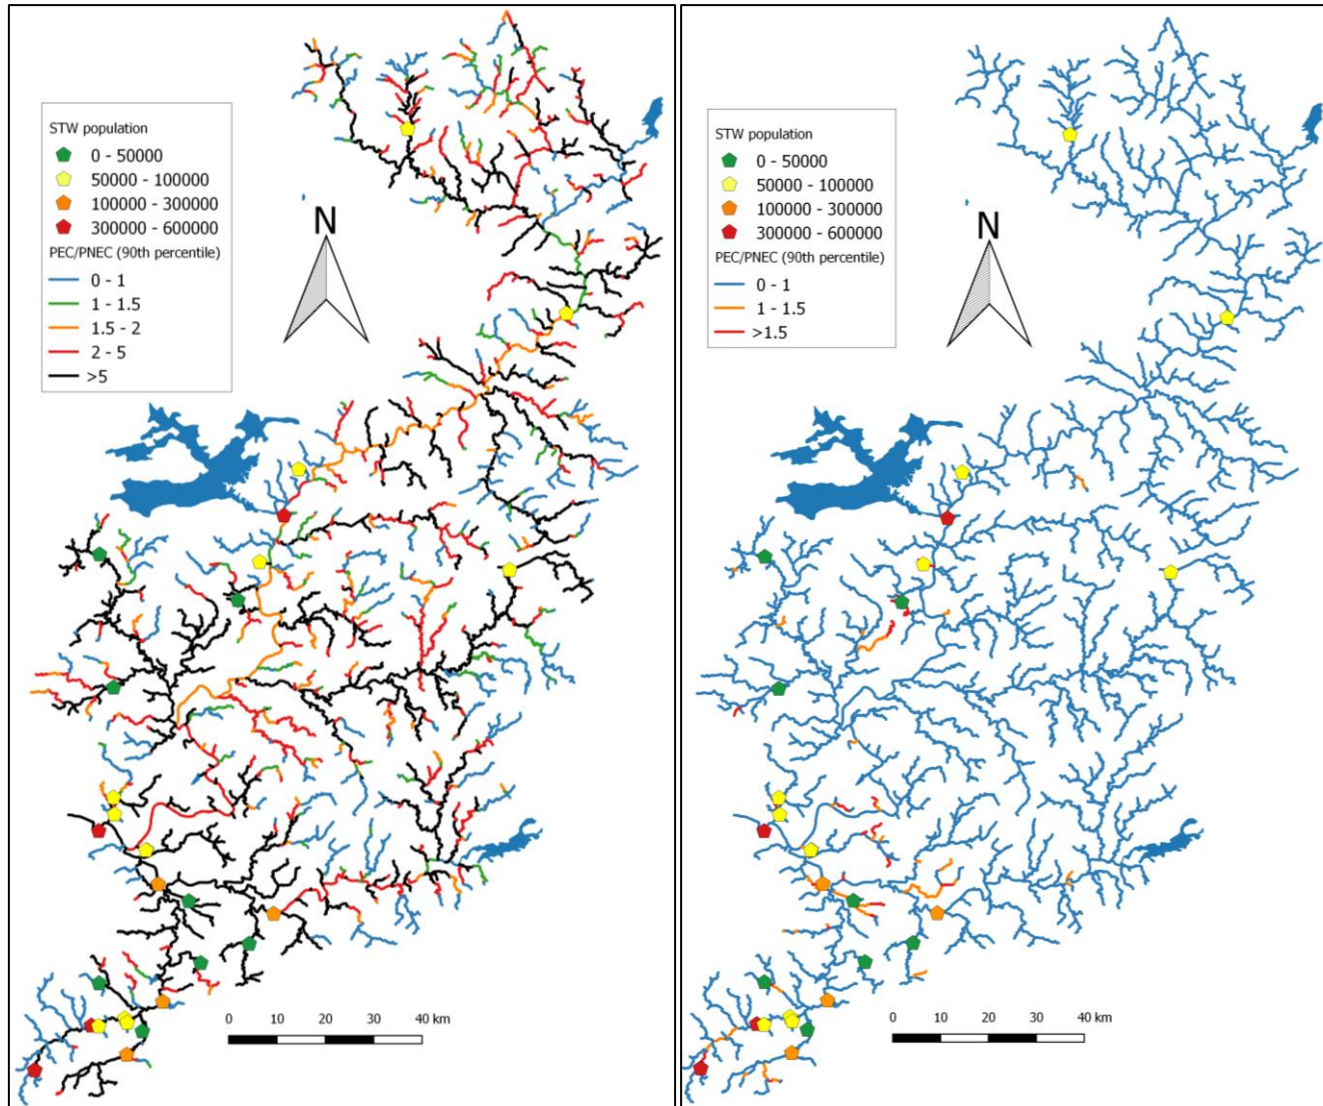 STW population
0 - 50000
50000 - 100000
100000 - 300000
300000 - 600000
PEC/PNEC (90th percentile)
0 - 1
1 - 1.5
1.5 - 2
2 - 5
>5
N
0 10 20 30 40 km
STW population
0 - 50000
50000 - 100000
100000 - 300000
300000 - 600000
PEC/PNEC (90th percentile)
0 - 1
1 - 1.5
>1.5
N
0 10 20 30 40 km